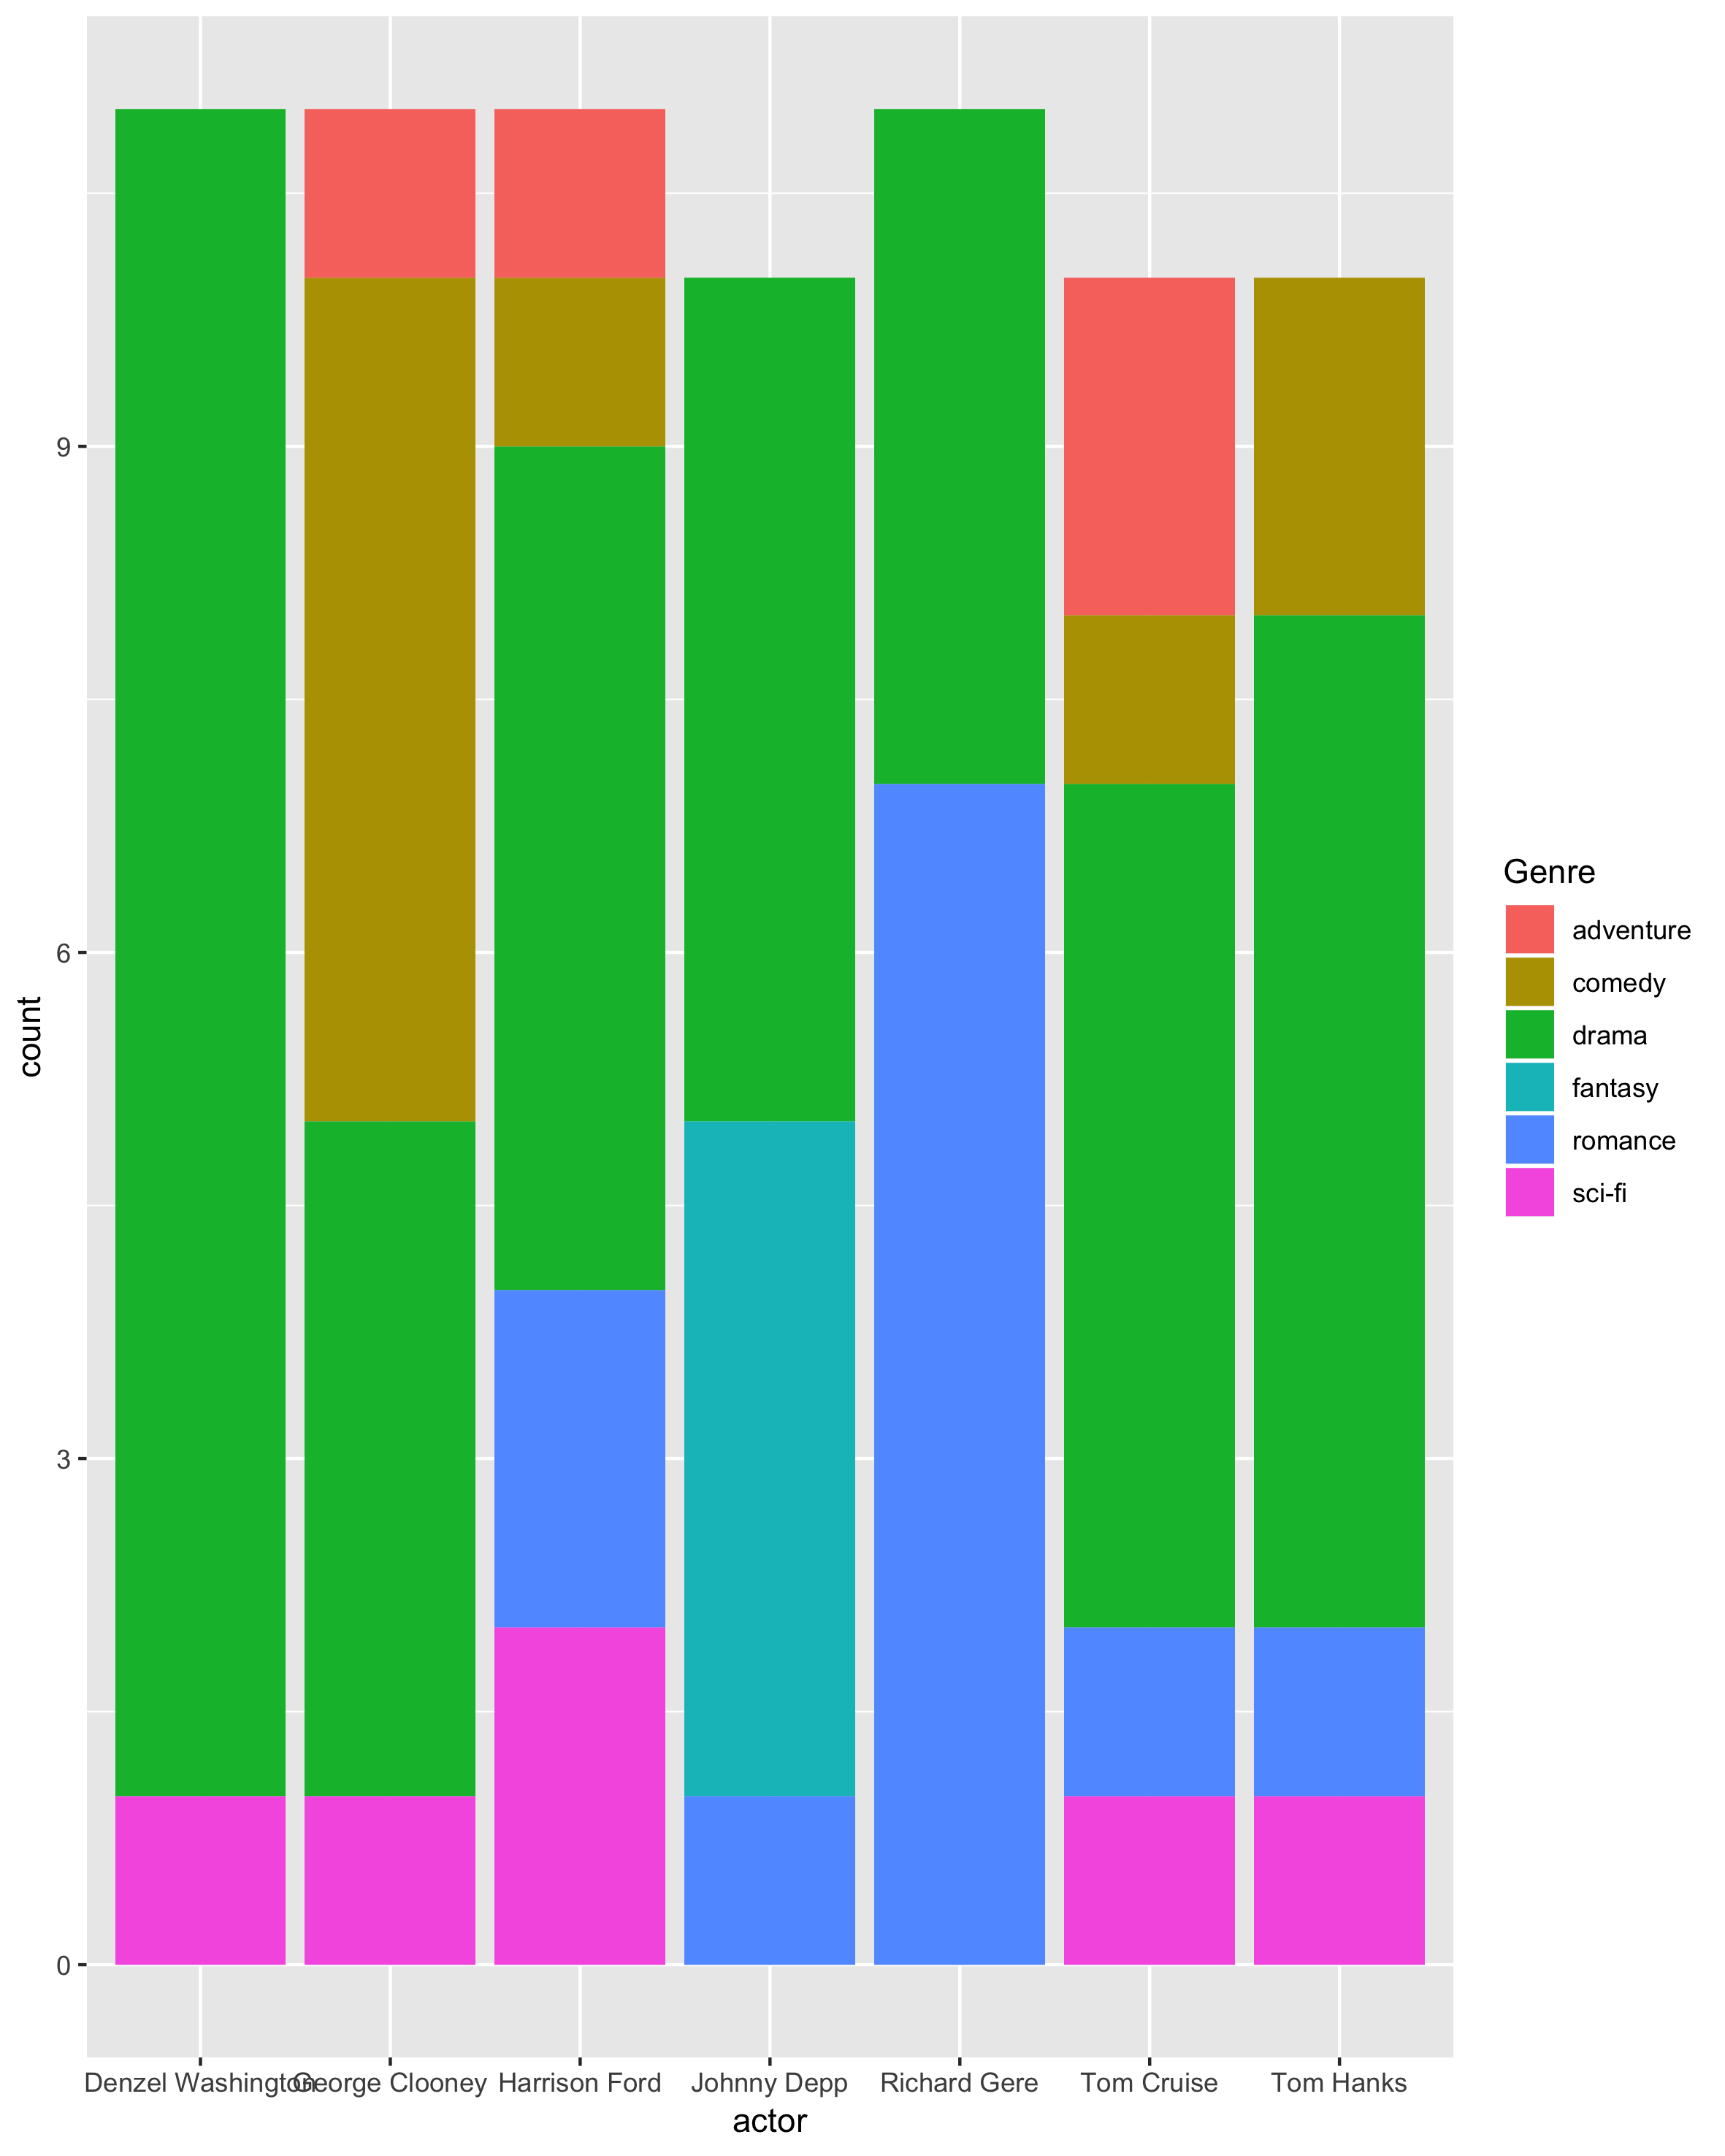 9
6
3
0
count
Denzel Washington George Clooney Harrison Ford Johnny Depp Richard Gere Tom Cruise Tom Hanks
actor
Genre
adventure
comedy
drama
fantasy
romance
sci-fi